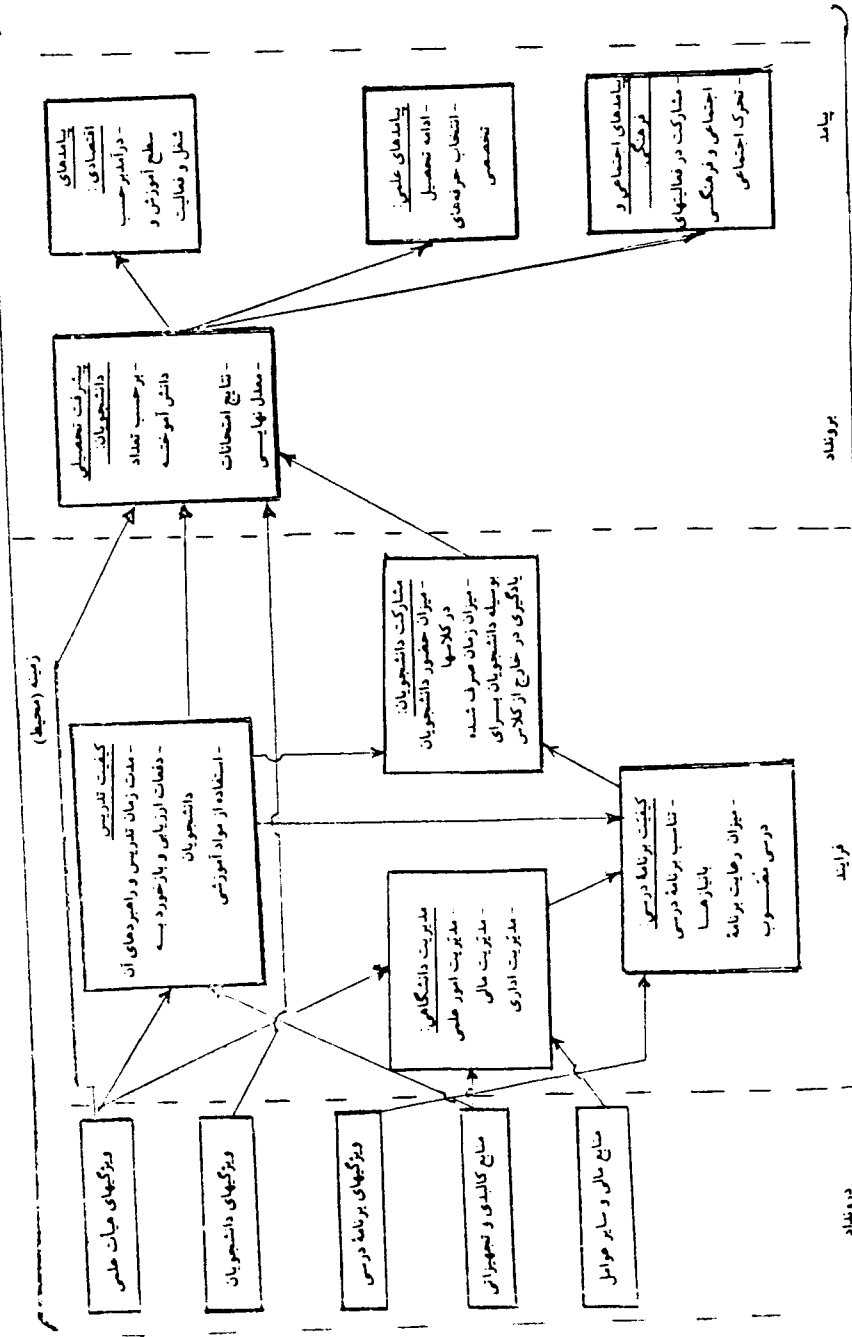 زمینه (محیط)
ویژگیهای هیأت علمی
ویژگیهای دانشجویان
ویژگیهای برنامهٔ درسی
منابع کالبدی و تجهیزاتی
منابع مالی و سایر عوامل
درونداد
کیفیت تدریس
- مدت زمان تدریس و راهبردهای آن
- دفعات ارزیابی و بازخورد به
دانشجویان
- استفاده از مواد آموزشی
مدیریت دانشگاهی:
- مدیریت امور علمی
- مدیریت مالی
- مدیریت اداری
کیفیت برنامهٔ درسی:
- تناسب برنامهٔ درسی
بانیازها
- میزان رعایت برنامهٔ
درسی مصوب
مشارکت دانشجویان:
- میزان حضور دانشجویان
در کلاسها
- میزان زمان صرف شده
بوسیله دانشجویان برای
یادگیری در خارج از کلاس
فرایند
پیشرفت تحصیلی
دانشجویان:
- برحسب تعداد
دانش آموخته
- نتایج امتحانات
- معدل نهایی
برونداد
پیامدهای
اقتصادی:
- درآمد برحسب
سطح آموزش و
شغل و فعالیت
پیامدهای علمی:
- ادامه تحصیل
- انتخاب حرفه‌های
تخصصی
پیامدهای اجتماعی و
فرهنگی:
- مشارکت در فعالیتهای
اجتماعی و فرهنگی
- تحرک اجتماعی
پیامد